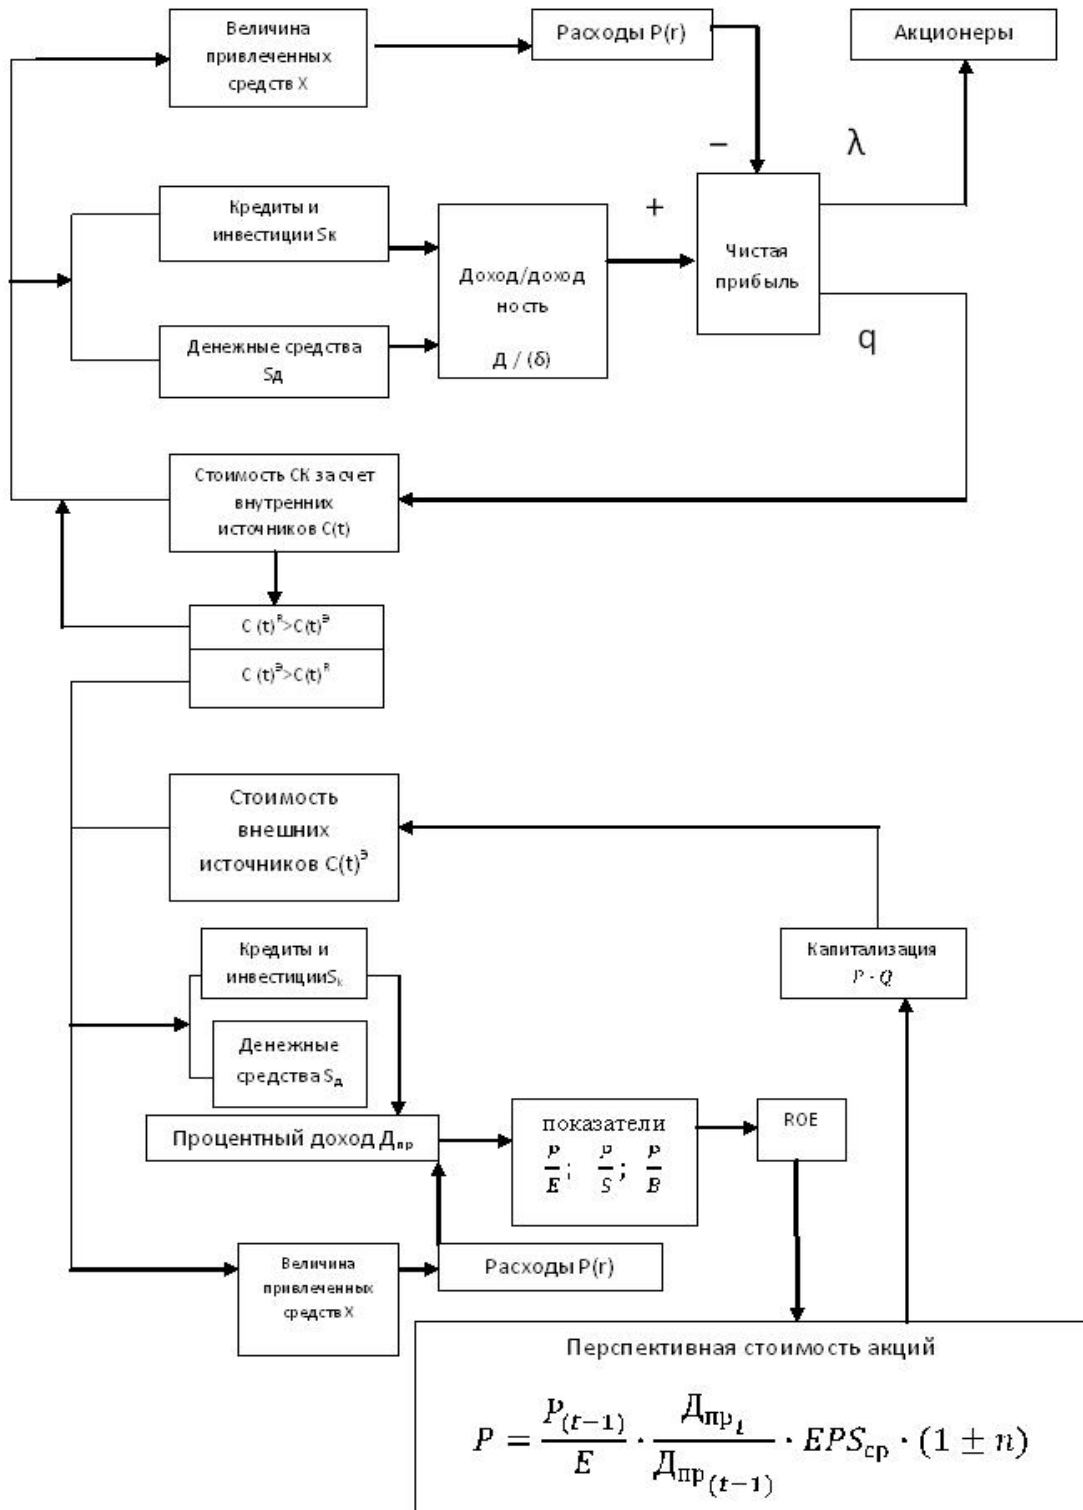 Величина
привлеченных
средств X
Расходы Р(r)
Акционеры
–
λ
Кредиты и
инвестиции Sк
+
Доход/доход
ность
Д / (δ)
Чистая
прибыль
Денежные средства
Sд
q
Стоимость СК за счет
внутренних
источников C(t)
C (t)ᴿ>C(t)ᶟ
C (t)ᶟ>C(t)ᴿ
Стоимость
внешних
источников C(t)ᶟ
Кредиты и
инвестицииSₖ
Капитализация
P · Q
Денежные
средства Sд
Процентный доход Дпр
показатели
P/E ; P/S ; P/B
ROE
Величина
привлеченных
средств X
Расходы Р(r)
Перспективная стоимость акций
P = P(t−1)/E · Дпрt/Дпр(t−1) · EPSср · (1 ± n)